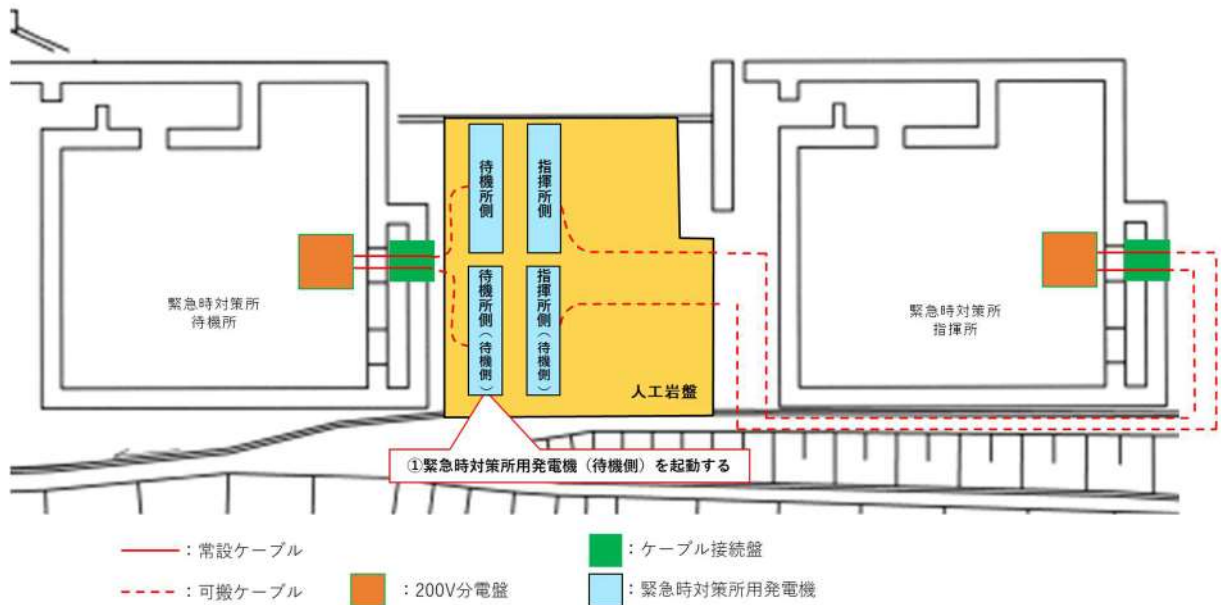 待機所側
指揮所側
待機所側（待機側）
指揮所側（待機側）
緊急時対策所
待機所
緊急時対策所
指揮所
人工岩盤
①緊急時対策所用発電機（待機側）を起動する
：常設ケーブル
：ケーブル接続盤
：可搬ケーブル
：200V分電盤
：緊急時対策所用発電機